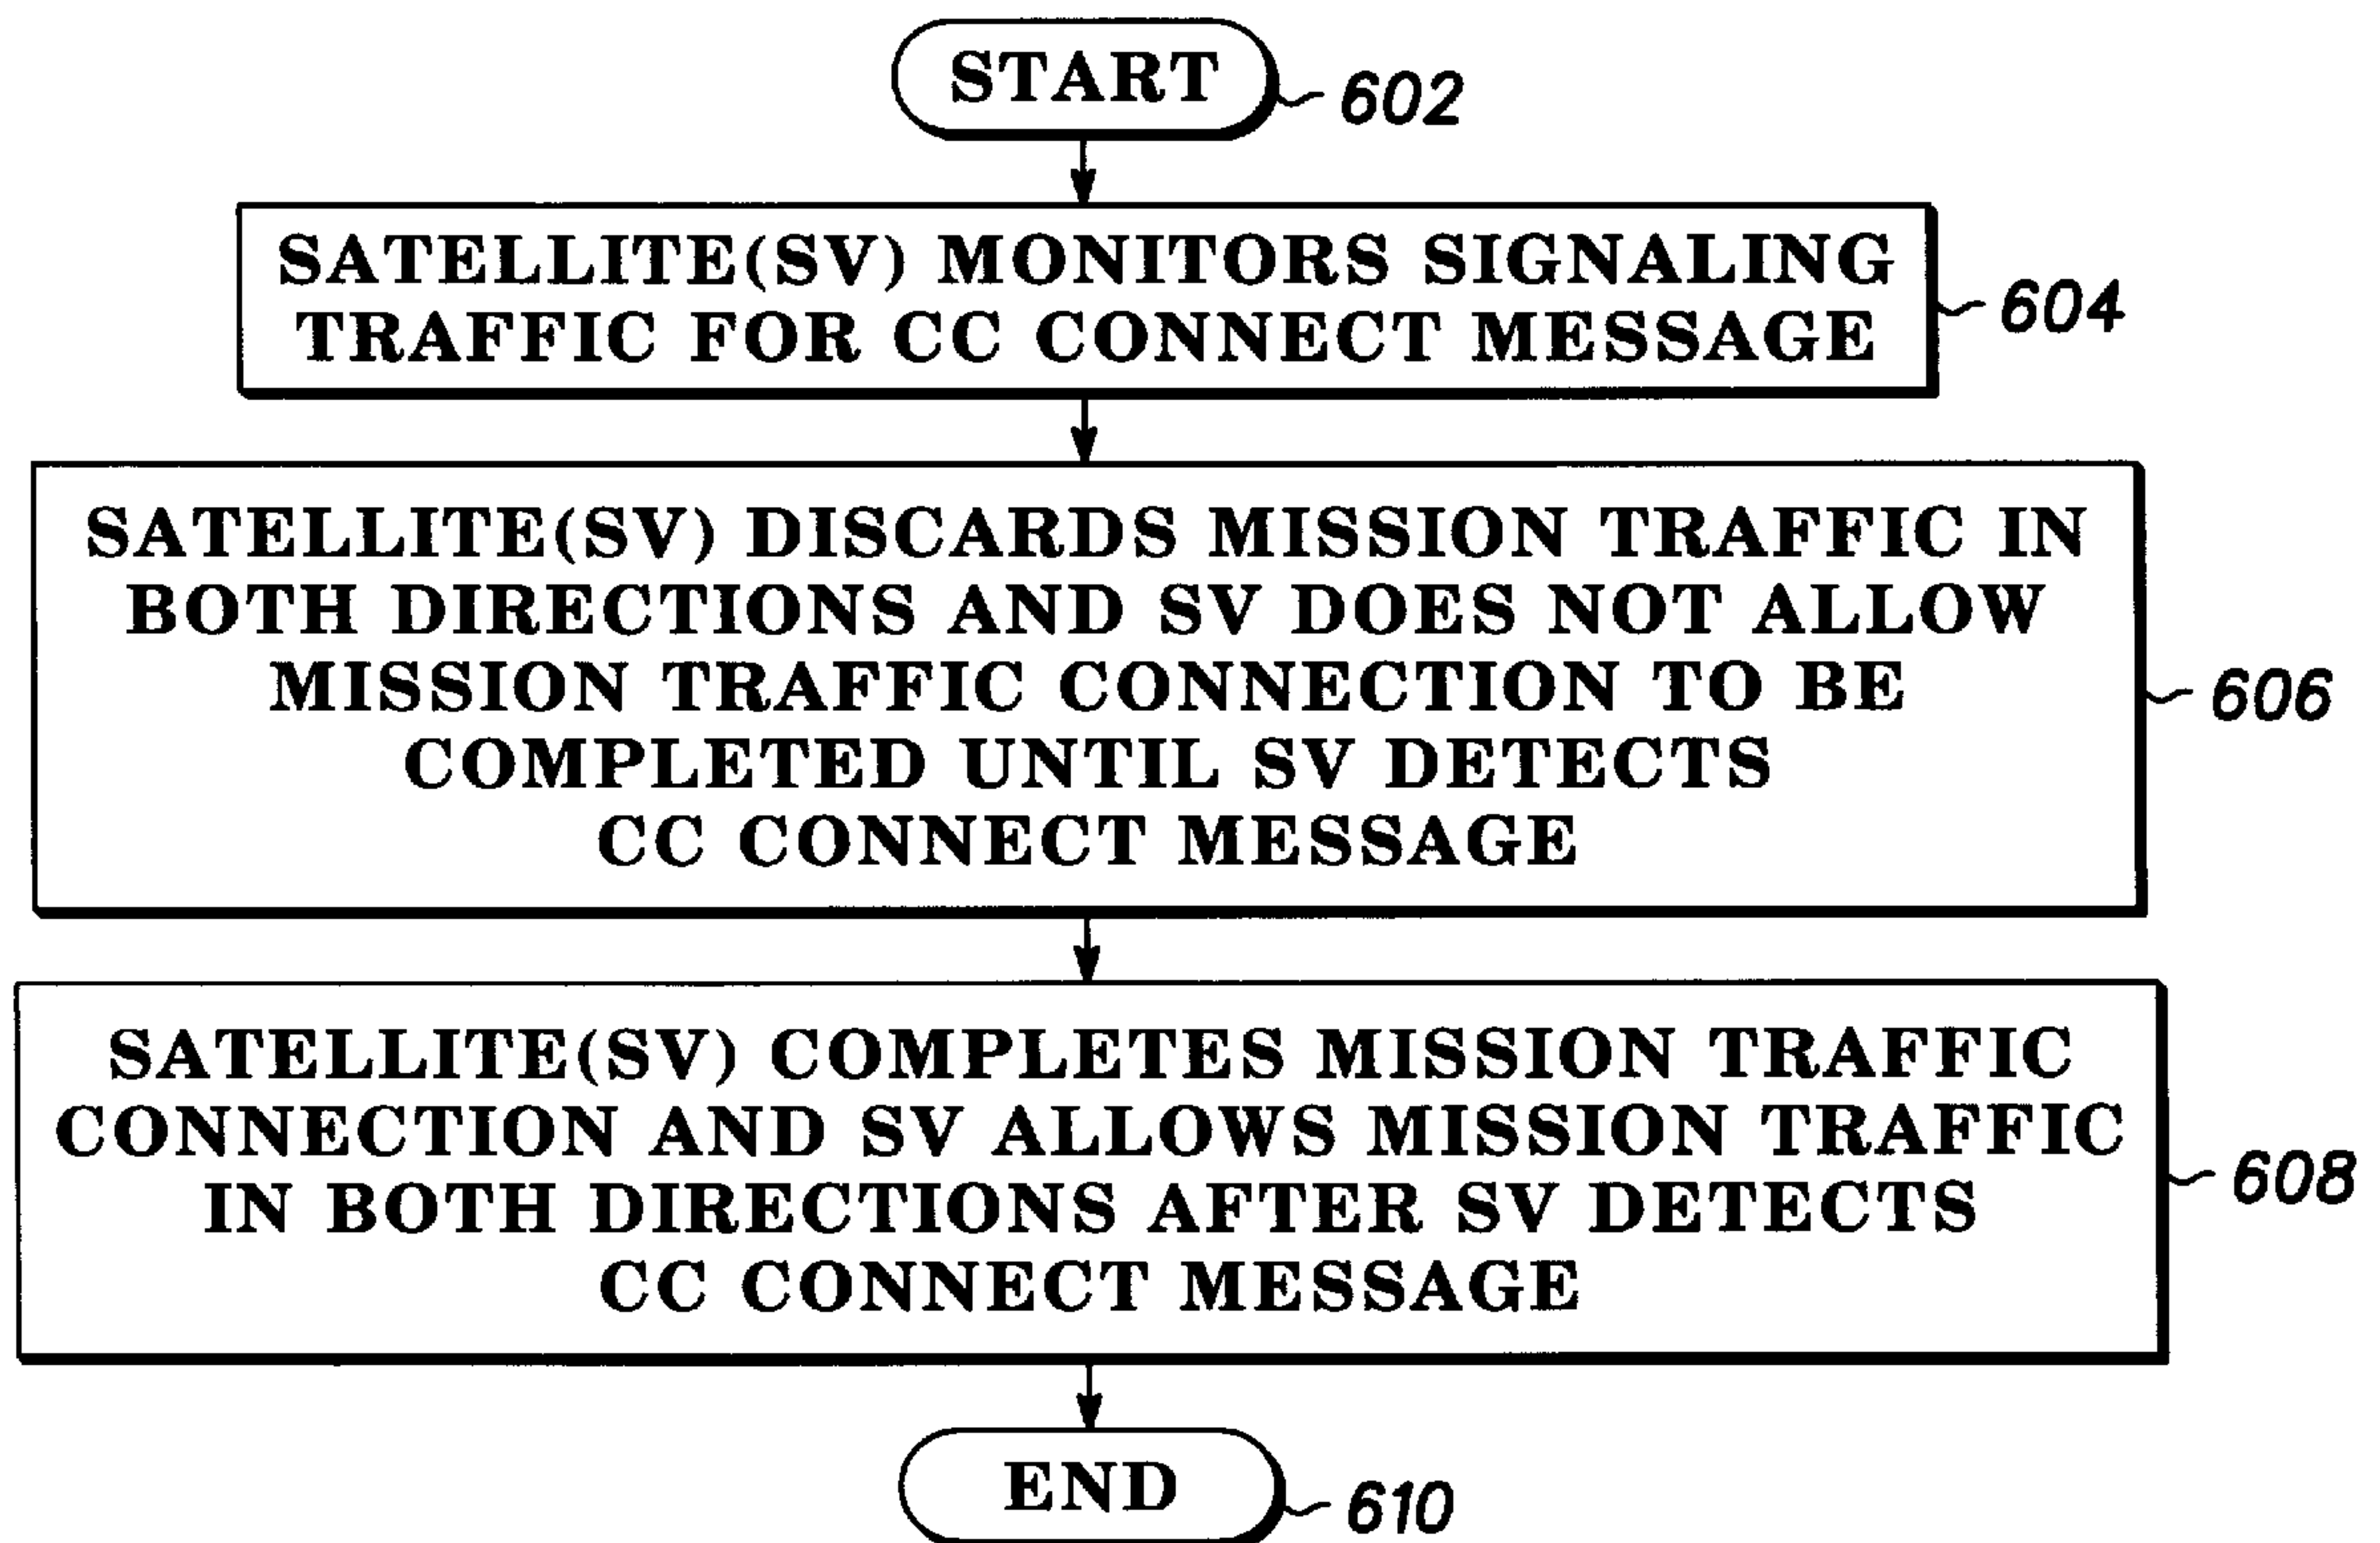 START
602
SATELLITE(SV) MONITORS SIGNALING
TRAFFIC FOR CC CONNECT MESSAGE
604
SATELLITE(SV) DISCARDS MISSION TRAFFIC IN
BOTH DIRECTIONS AND SV DOES NOT ALLOW
MISSION TRAFFIC CONNECTION TO BE
COMPLETED UNTIL SV DETECTS
CC CONNECT MESSAGE
606
SATELLITE(SV) COMPLETES MISSION TRAFFIC
CONNECTION AND SV ALLOWS MISSION TRAFFIC
IN BOTH DIRECTIONS AFTER SV DETECTS
CC CONNECT MESSAGE
608
END
610